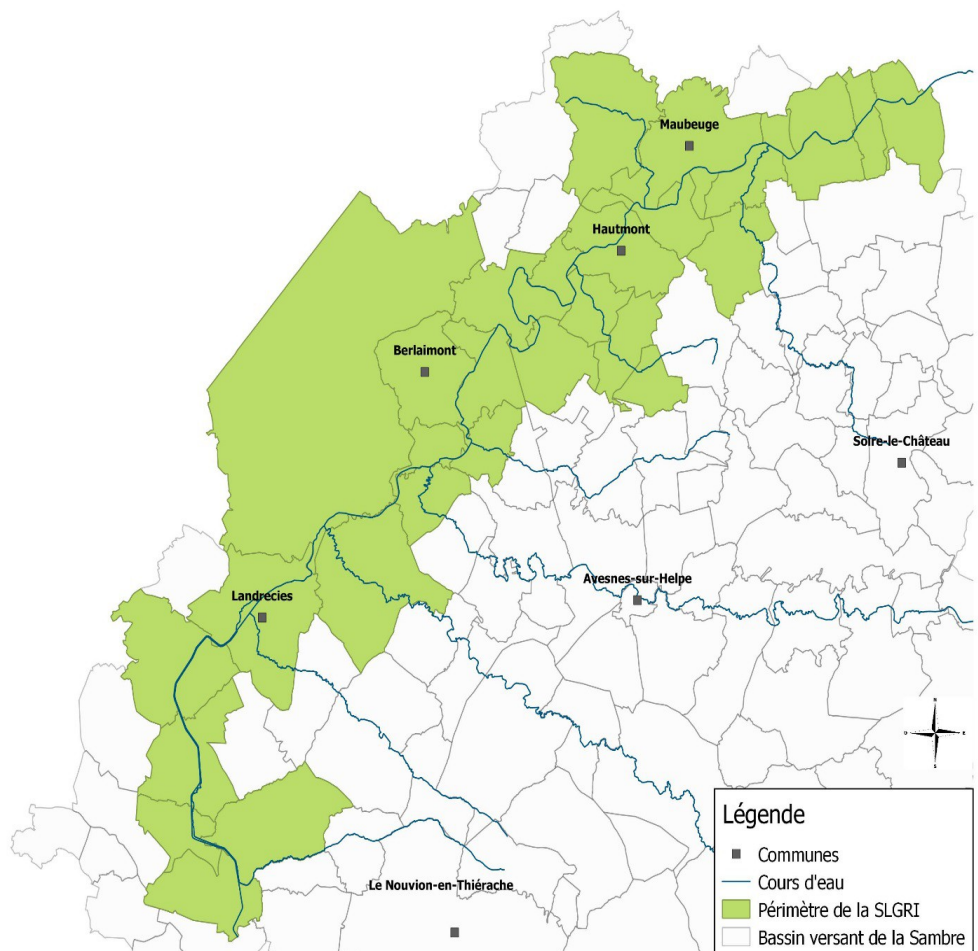 Maubeuge
Hautmont
Berlaimont
Solre-le-Château
Avesnes-sur-Helpe
Landrecies
Le Nouvion-en-Thiérache
N
O
E
S
Légende
Communes
Cours d'eau
Périmètre de la SLGRI
Bassin versant de la Sambre